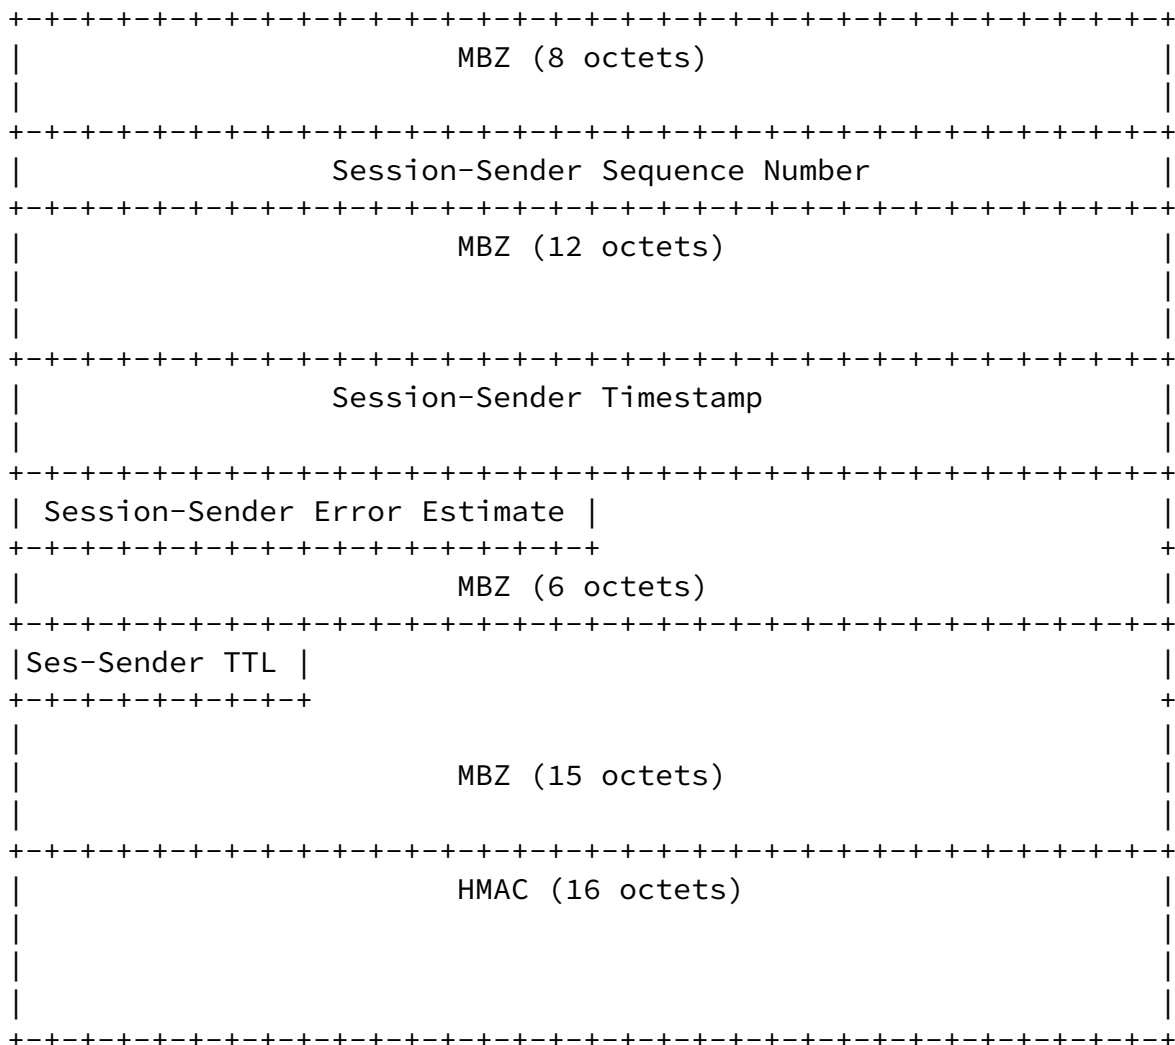 +-+-+-+-+-+-+-+-+-+-+-+-+-+-+-+-+-+-+-+-+-+-+-+-+-+-+-+-+-+-+-+-+
|                        MBZ (8 octets)                         |
|                                                               |
+-+-+-+-+-+-+-+-+-+-+-+-+-+-+-+-+-+-+-+-+-+-+-+-+-+-+-+-+-+-+-+-+
|                 Session-Sender Sequence Number                |
+-+-+-+-+-+-+-+-+-+-+-+-+-+-+-+-+-+-+-+-+-+-+-+-+-+-+-+-+-+-+-+-+
|                        MBZ (12 octets)                        |
|                                                               |
|                                                               |
+-+-+-+-+-+-+-+-+-+-+-+-+-+-+-+-+-+-+-+-+-+-+-+-+-+-+-+-+-+-+-+-+
|                 Session-Sender Timestamp                      |
|                                                               |
+-+-+-+-+-+-+-+-+-+-+-+-+-+-+-+-+-+-+-+-+-+-+-+-+-+-+-+-+-+-+-+-+
| Session-Sender Error Estimate |                               |
+-+-+-+-+-+-+-+-+-+-+-+-+-+-+-+-+                               +
|                        MBZ (6 octets)                         |
+-+-+-+-+-+-+-+-+-+-+-+-+-+-+-+-+-+-+-+-+-+-+-+-+-+-+-+-+-+-+-+-+
|Ses-Sender TTL |                                               |
+-+-+-+-+-+-+-+-+                                               +
|                                                               |
|                        MBZ (15 octets)                        |
|                                                               |
+-+-+-+-+-+-+-+-+-+-+-+-+-+-+-+-+-+-+-+-+-+-+-+-+-+-+-+-+-+-+-+-+
|                        HMAC (16 octets)                       |
|                                                               |
|                                                               |
|                                                               |
+-+-+-+-+-+-+-+-+-+-+-+-+-+-+-+-+-+-+-+-+-+-+-+-+-+-+-+-+-+-+-+-+